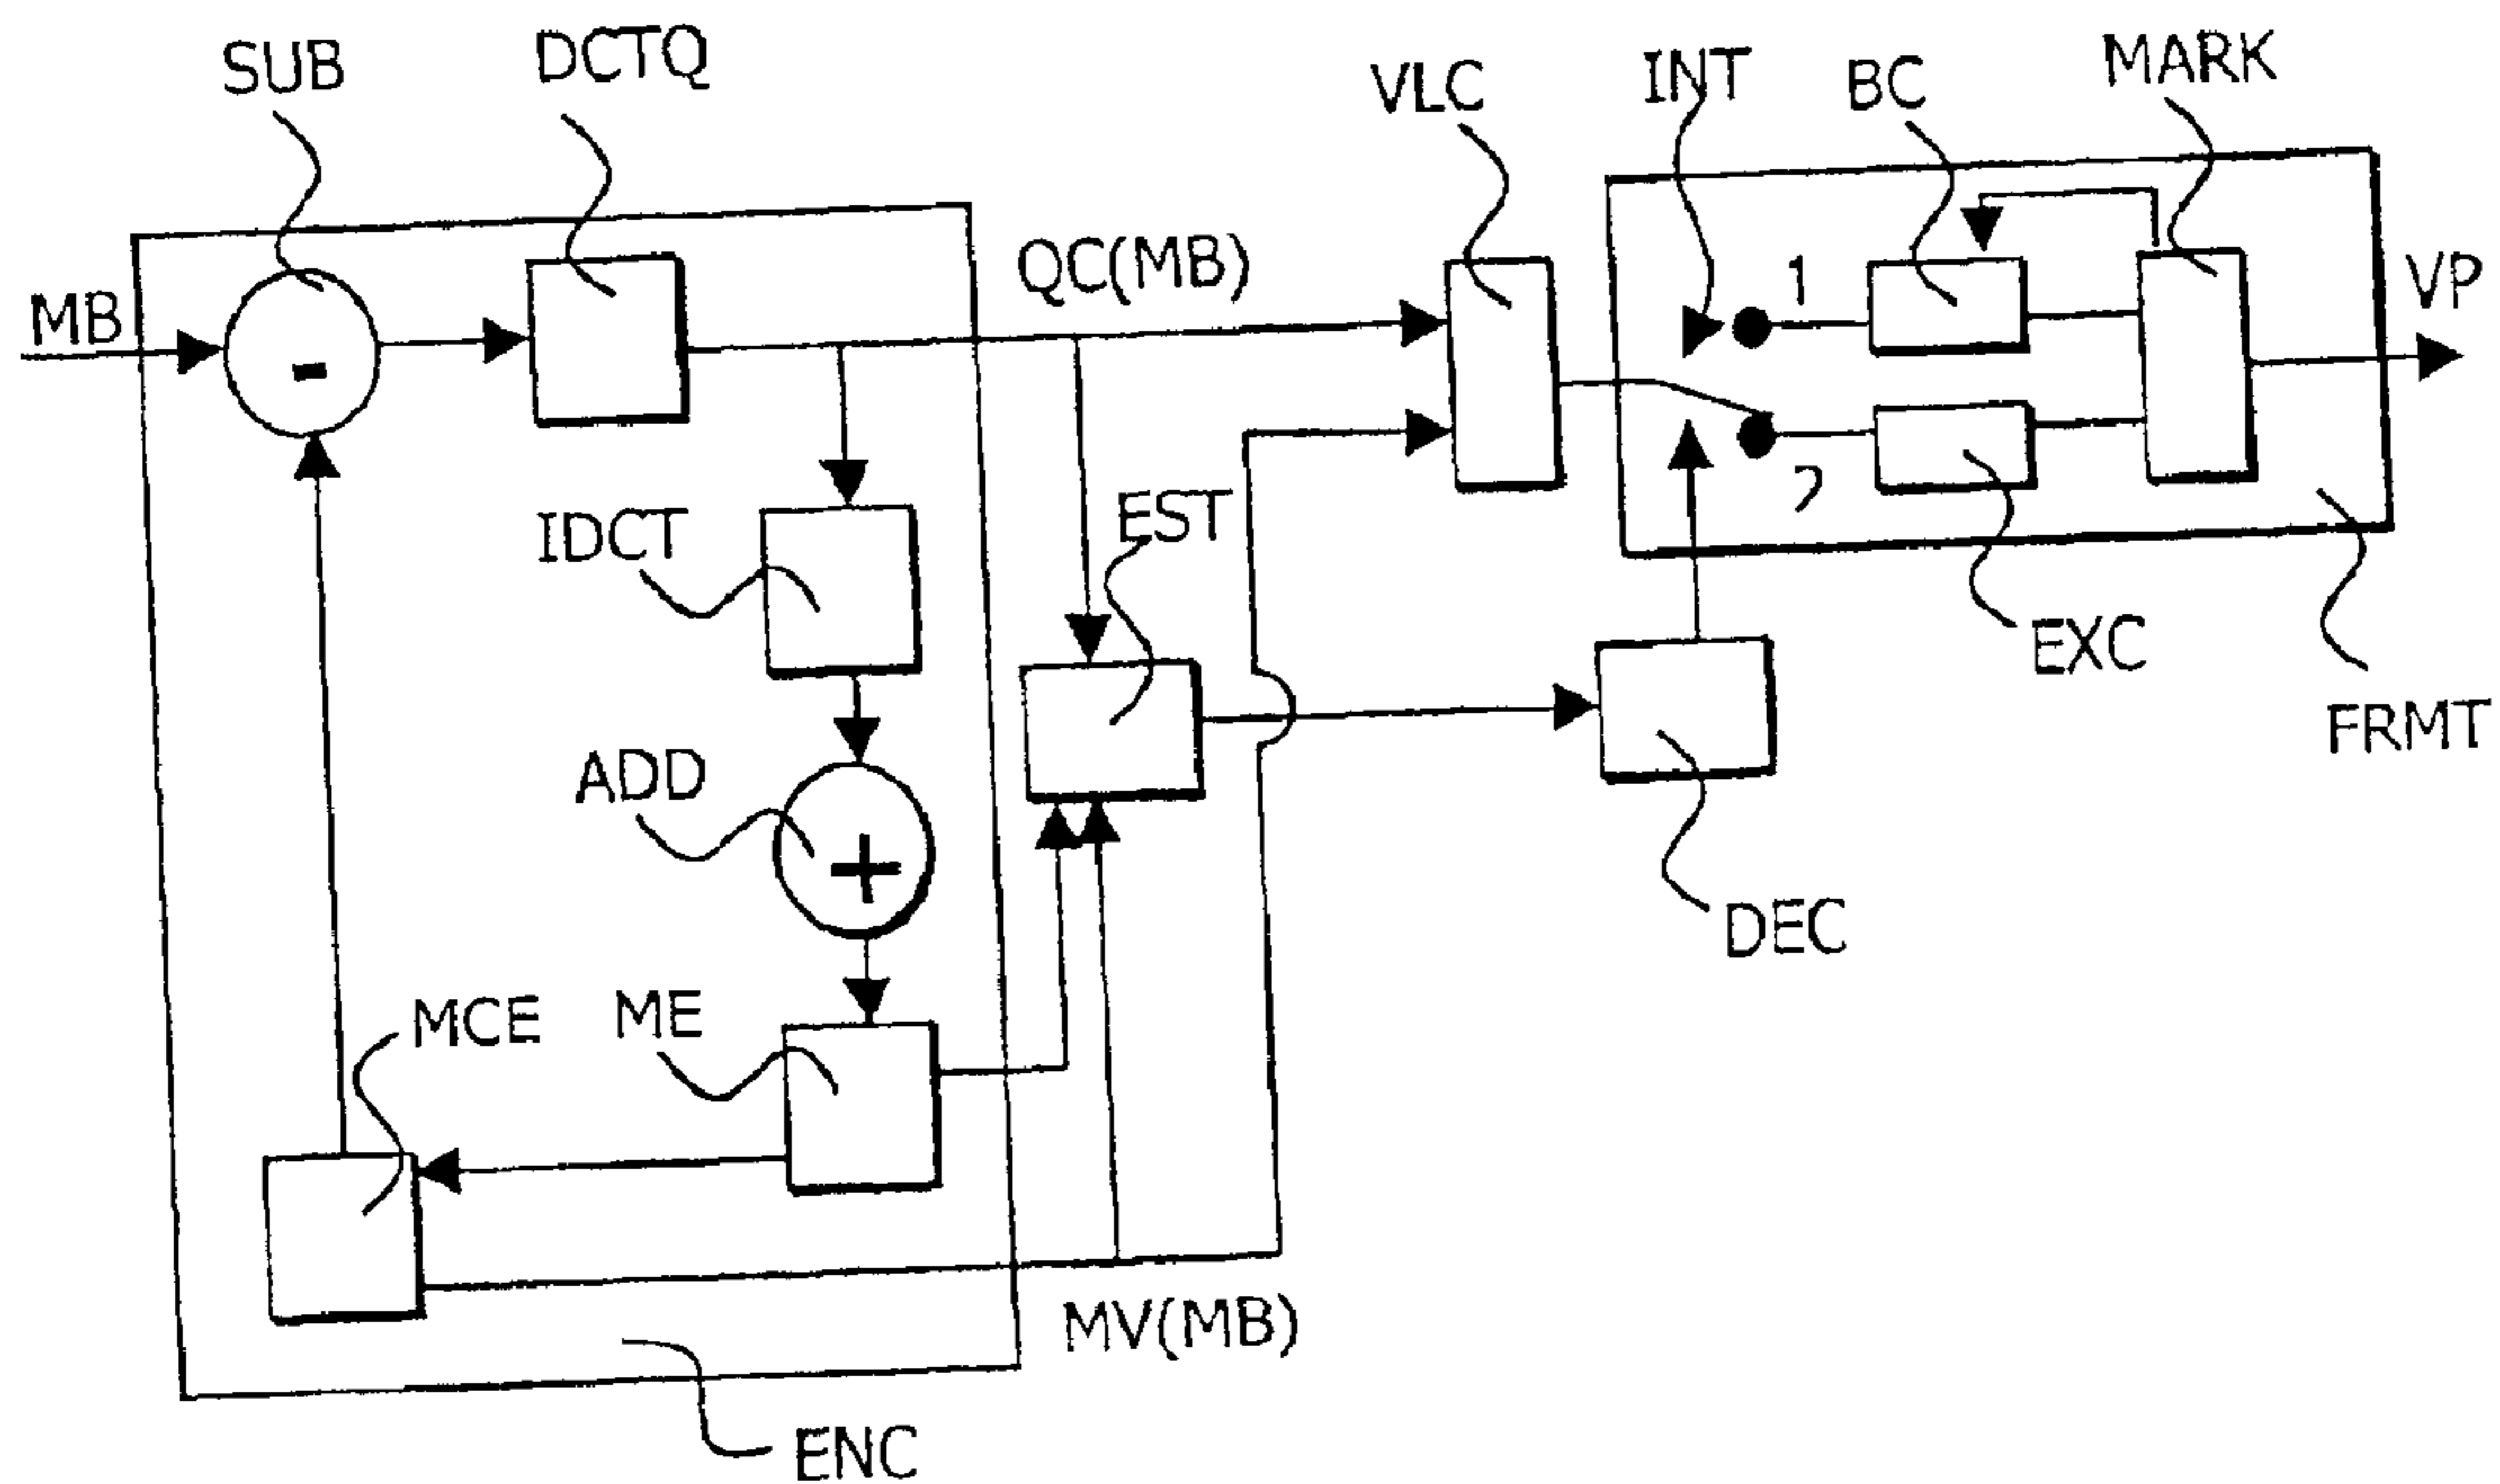 SUB
DCTQ
VLC
INT
BC
MARK
MB
-
QC(MB)
1
VP
2
IDCT
EST
EXC
FRMT
ADD
+
DEC
MCE
ME
MV(MB)
ENC